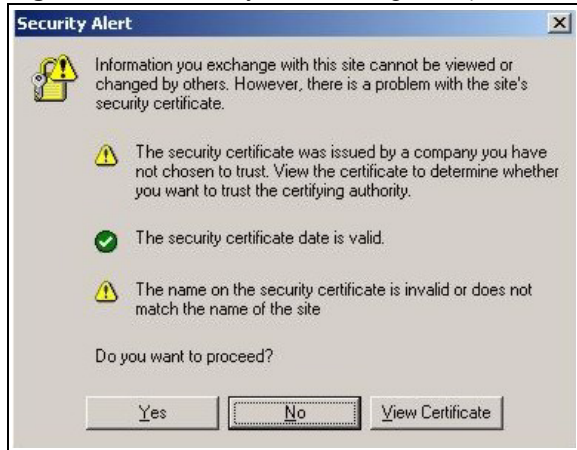 Security Alert
Information you exchange with this site cannot be viewed or
changed by others. However, there is a problem with the site's
security certificate.
The security certificate was issued by a company you have
not chosen to trust. View the certificate to determine whether
you want to trust the certifying authority.
The security certificate date is valid.
The name on the security certificate is invalid or does not
match the name of the site
Do you want to proceed?
Yes No View Certificate